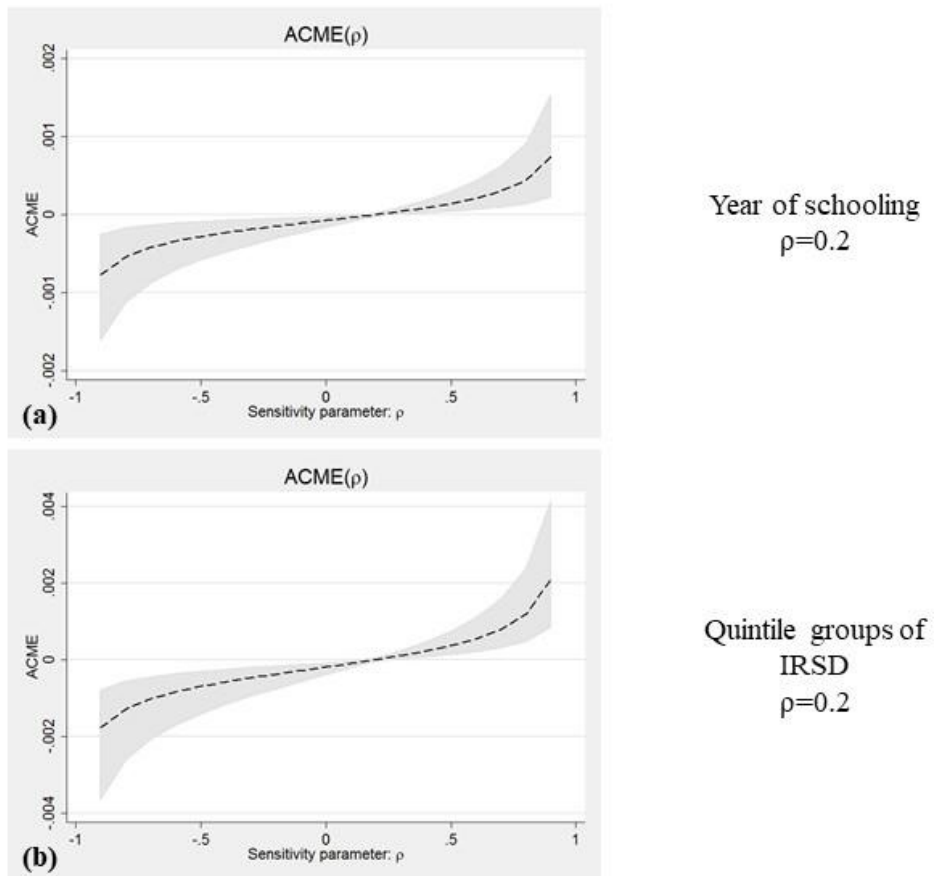 ACME(ρ)
.002
.001
0
-.001
-.002
ACME
-1
-.5
0
.5
1
Sensitivity parameter: ρ
(a)
Year of schooling
ρ=0.2
ACME(ρ)
.004
.002
0
-.002
-.004
ACME
-1
-.5
0
.5
1
Sensitivity parameter: ρ
(b)
Quintile groups of
IRSD
ρ=0.2